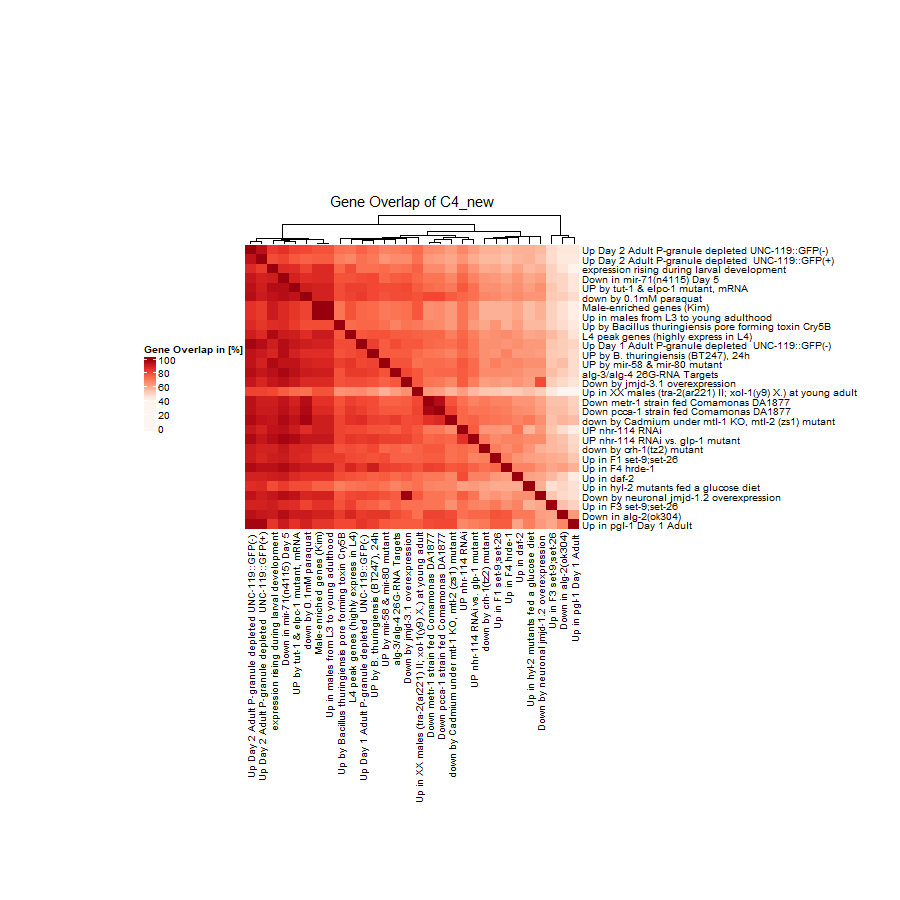 Gene Overlap of C4_new
Up Day 2 Adult P-granule depleted UNC-119::GFP(-)
Up Day 2 Adult P-granule depleted  UNC-119::GFP(+)
expression rising during larval development
Down in mir-71(n4115) Day 5
UP by tut-1 & elpc-1 mutant, mRNA
down by 0.1mM paraquat
Male-enriched genes (Kim)
Up in males from L3 to young adulthood
Up by Bacillus thuringiensis pore forming toxin Cry5B
L4 peak genes (highly express in L4)
Up Day 1 Adult P-granule depleted  UNC-119::GFP(-)
UP by B. thuringiensis (BT247), 24h
UP by mir-58 & mir-80 mutant
alg-3/alg-4 26G-RNA Targets
Down by jmjd-3.1 overexpression
Up in XX males (tra-2(ar221) II; xol-1(y9) X.) at young adult
Down metr-1 strain fed Comamonas DA1877
Down pcca-1 strain fed Comamonas DA1877
down by Cadmium under mtl-1 KO, mtl-2 (zs1) mutant
UP nhr-114 RNAi
UP nhr-114 RNAi vs. glp-1 mutant
down by crh-1(tz2) mutant
Up in F1 set-9;set-26
Up in F4 hrde-1
Up in daf-2
Up in hyl-2 mutants fed a glucose diet
Down by neuronal jmjd-1.2 overexpression
Up in F3 set-9;set-26
Down in alg-2(ok304)
Up in pgl-1 Day 1 Adult
Gene Overlap in [%]
100
80
60
40
20
0
Up Day 2 Adult P-granule depleted UNC-119::GFP(-)
Up Day 2 Adult P-granule depleted  UNC-119::GFP(+)
expression rising during larval development
Down in mir-71(n4115) Day 5
UP by tut-1 & elpc-1 mutant, mRNA
down by 0.1mM paraquat
Male-enriched genes (Kim)
Up in males from L3 to young adulthood
Up by Bacillus thuringiensis pore forming toxin Cry5B
L4 peak genes (highly express in L4)
Up Day 1 Adult P-granule depleted  UNC-119::GFP(-)
UP by B. thuringiensis (BT247), 24h
UP by mir-58 & mir-80 mutant
alg-3/alg-4 26G-RNA Targets
Down by jmjd-3.1 overexpression
Up in XX males (tra-2(ar221) II; xol-1(y9) X.) at young adult
Down metr-1 strain fed Comamonas DA1877
Down pcca-1 strain fed Comamonas DA1877
down by Cadmium under mtl-1 KO, mtl-2 (zs1) mutant
UP nhr-114 RNAi
UP nhr-114 RNAi vs. glp-1 mutant
down by crh-1(tz2) mutant
Up in F1 set-9;set-26
Up in F4 hrde-1
Up in daf-2
Up in hyl-2 mutants fed a glucose diet
Down by neuronal jmjd-1.2 overexpression
Up in F3 set-9;set-26
Down in alg-2(ok304)
Up in pgl-1 Day 1 Adult